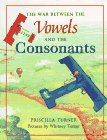 THE WAR BETWEEN THE
Vowels
AND THE
Consonants
PRISCILLA TURNER
Pictures by Whitney Turner